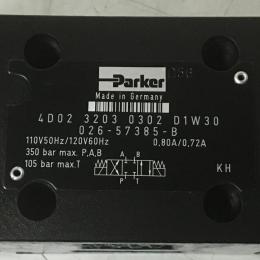 Parker
Made in Germany
4D02 3203 0302 D1W30
026-57385-B
110V50Hz/120V60Hz 0,80A/0,72A
350 bar max. P,A,B
105 bar max.T
A B
P T
KH